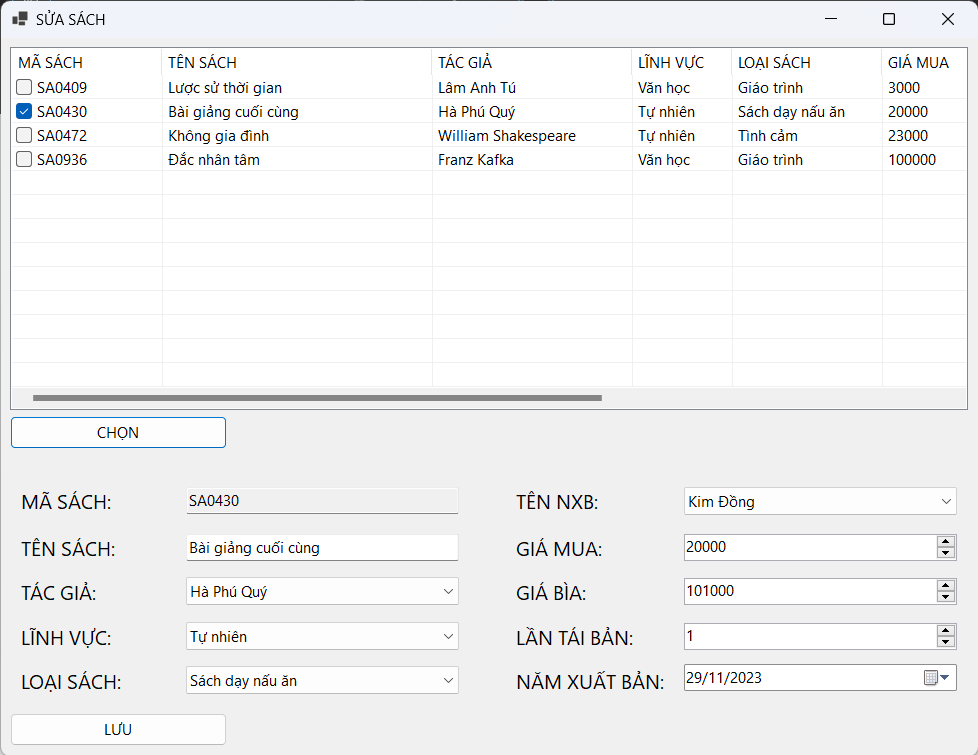 SỬA SÁCH
MÃ SÁCH TÊN SÁCH TÁC GIẢ LĨNH VỰC LOẠI SÁCH GIÁ MUA
SA0409 Lược sử thời gian Lâm Anh Tú Văn học Giáo trình 3000
SA0430 Bài giảng cuối cùng Hà Phú Quý Tự nhiên Sách dạy nấu ăn 20000
SA0472 Không gia đình William Shakespeare Tự nhiên Tình cảm 23000
SA0936 Đắc nhân tâm Franz Kafka Văn học Giáo trình 100000
CHỌN
MÃ SÁCH: SA0430 TÊN NXB: Kim Đồng
TÊN SÁCH: Bài giảng cuối cùng GIÁ MUA: 20000
TÁC GIẢ: Hà Phú Quý GIÁ BÌA: 101000
LĨNH VỰC: Tự nhiên LẦN TÁI BẢN: 1
LOẠI SÁCH: Sách dạy nấu ăn NĂM XUẤT BẢN: 29/11/2023
LƯU